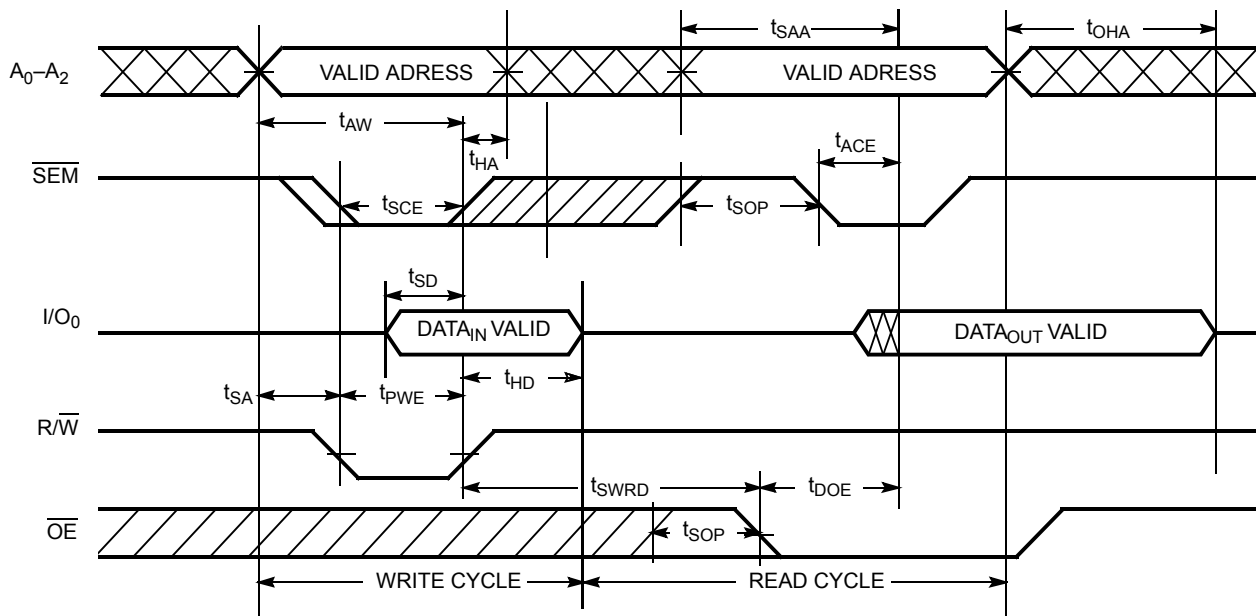 tSAA
tOHA
A0–A2
VALID ADRESS
VALID ADRESS
tAW
tHA
tACE
SEM
tSCE
tSOP
tSD
I/O0
DATAIN VALID
DATAOUT VALID
tSA
tPWE
tHD
R/W
tSWRD
tDOE
OE
tSOP
WRITE CYCLE
READ CYCLE